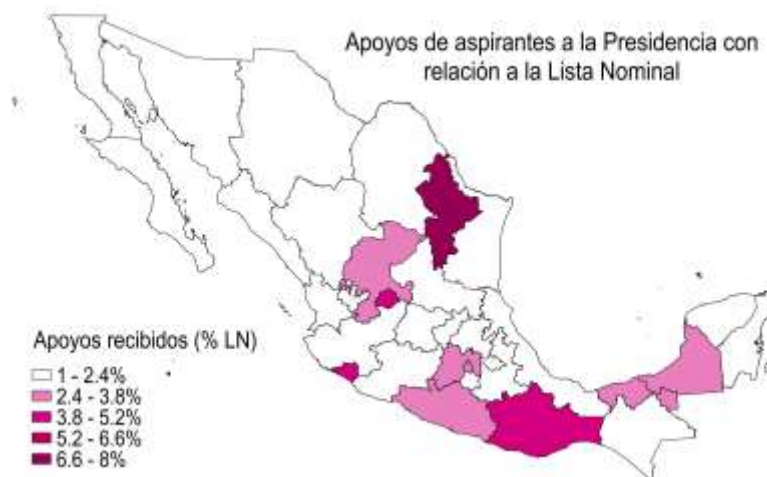 Apoyos de aspirantes a la Presidencia con
relación a la Lista Nominal
Apoyos recibidos (% LN)
1 - 2.4%
2.4 - 3.8%
3.8 - 5.2%
5.2 - 6.6%
6.6 - 8%